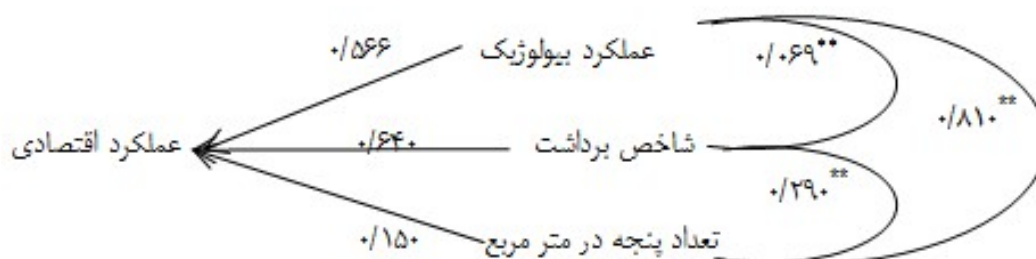 ۰/۵۶۶
عملکرد بیولوژیک
۰/۰۶۹**
۰/۸۱۰**
عملکرد اقتصادی
۰/۶۴۰
شاخص برداشت
۰/۲۹۰**
۰/۱۵۰
تعداد پنجه در متر مربع